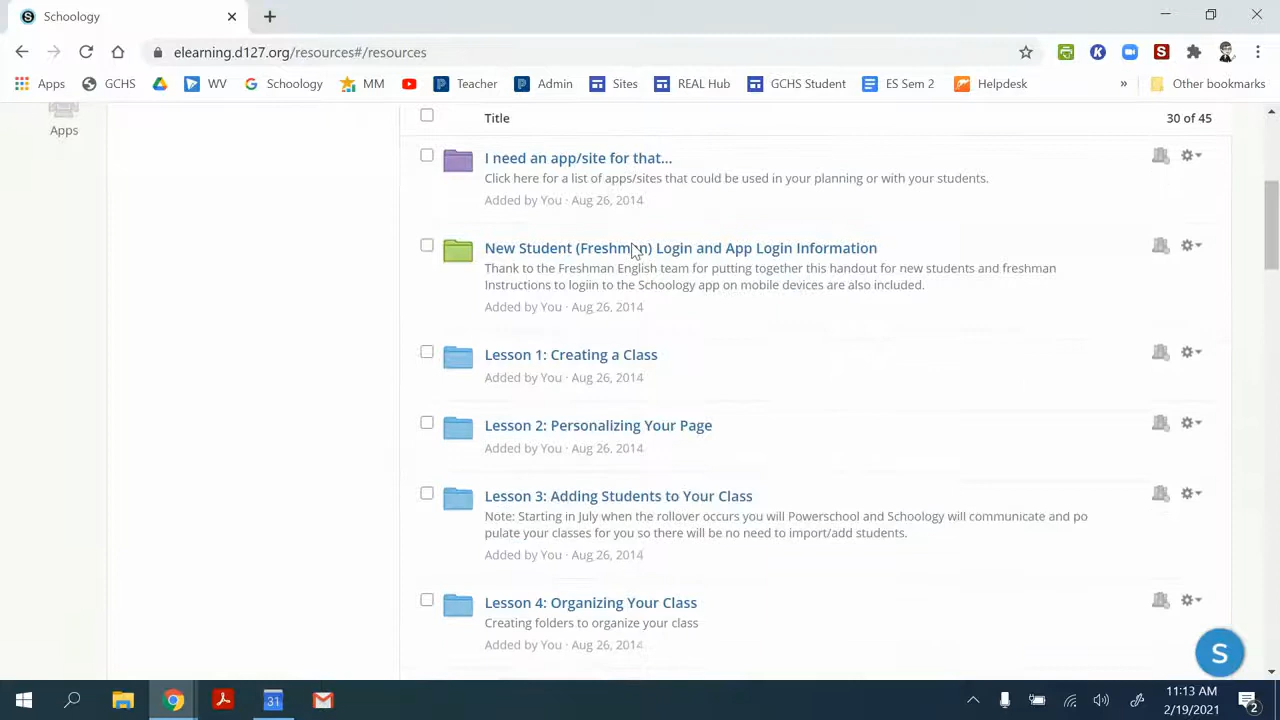 Schoology
elearning.d127.org/resources#/resources
Apps GCHS WV Schoology MM Teacher Admin Sites REAL Hub GCHS Student ES Sem 2 Helpdesk » Other bookmarks
Apps
Title 30 of 45
I need an app/site for that...
Click here for a list of apps/sites that could be used in your planning or with your students.
Added by You · Aug 26, 2014
New Student (Freshman) Login and App Login Information
Thank to the Freshman English team for putting together this handout for new students and freshman
Instructions to logiin to the Schoology app on mobile devices are also included.
Added by You · Aug 26, 2014
Lesson 1: Creating a Class
Added by You · Aug 26, 2014
Lesson 2: Personalizing Your Page
Added by You · Aug 26, 2014
Lesson 3: Adding Students to Your Class
Note: Starting in July when the rollover occurs you will Powerschool and Schoology will communicate and po
pulate your classes for you so there will be no need to import/add students.
Added by You · Aug 26, 2014
Lesson 4: Organizing Your Class
Creating folders to organize your class
Added by You · Aug 26, 2014
S
31
11:13 AM
2/19/2021
2